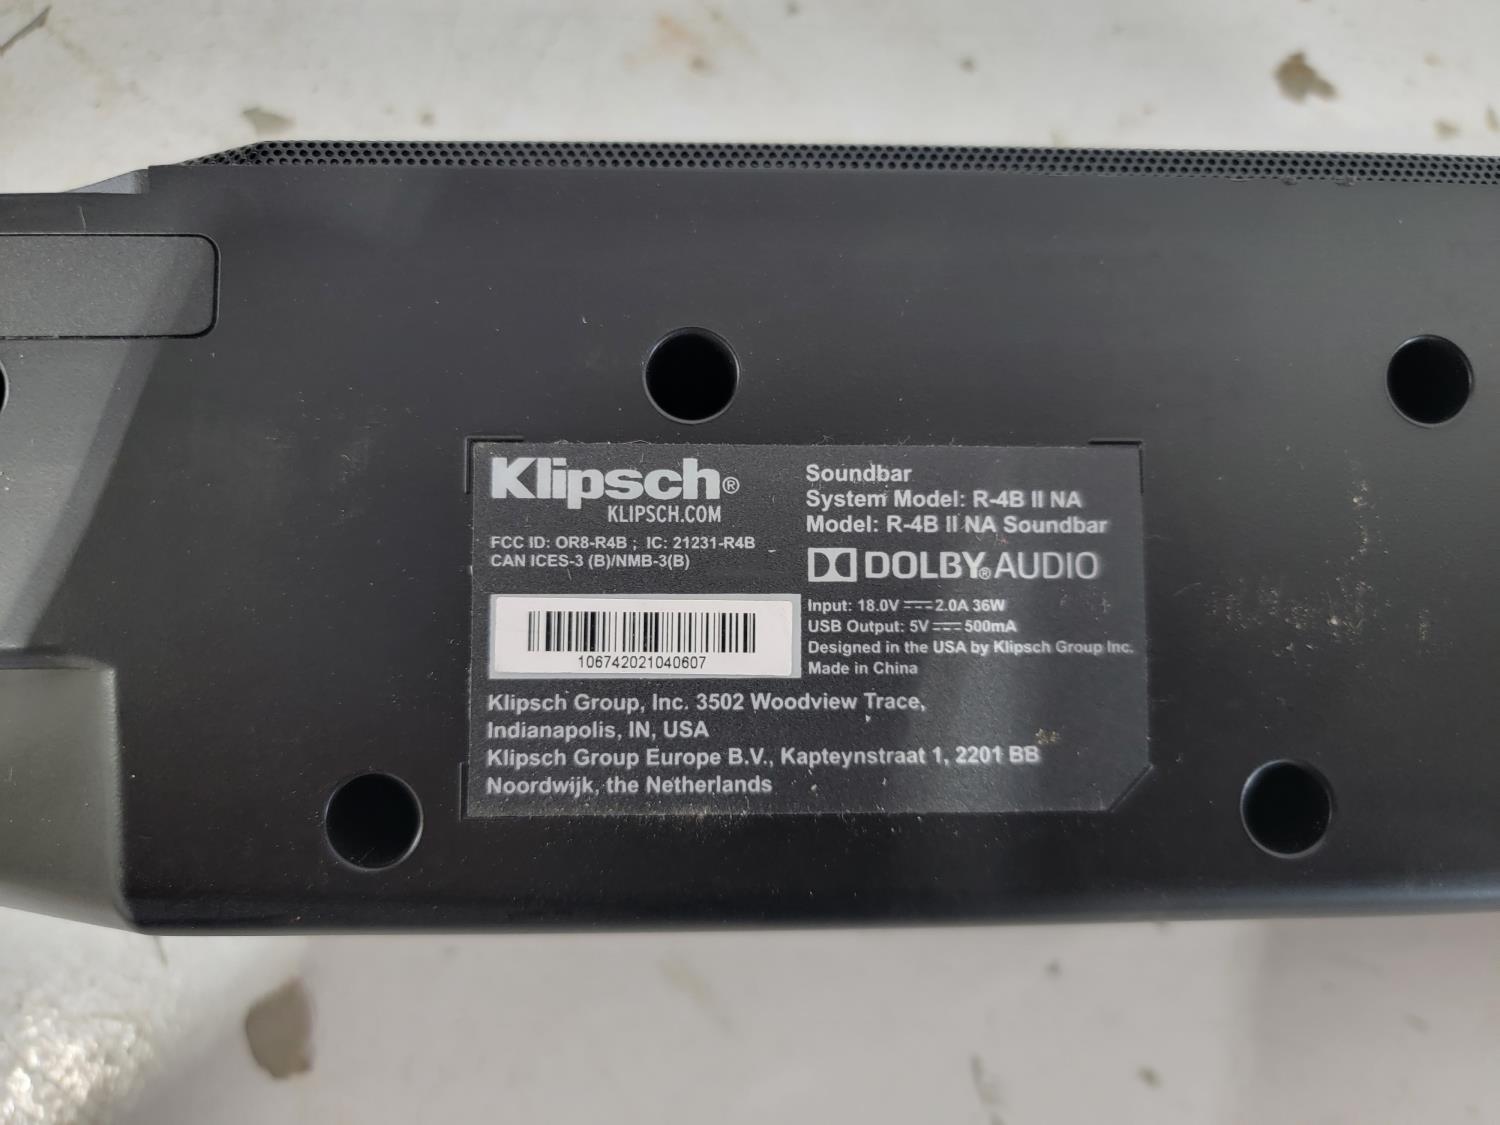 Klipsch®
KLIPSCH.COM
FCC ID: OR8-R4B ; IC: 21231-R4B
CAN ICES-3 (B)/NMB-3(B)
Soundbar
System Model: R-4B II NA
Model: R-4B II NA Soundbar
DOLBY® AUDIO
Input: 18.0V ⎓ 2.0A 36W
USB Output: 5V ⎓ 500mA
Designed in the USA by Klipsch Group Inc.
Made in China
106742021040607
Klipsch Group, Inc. 3502 Woodview Trace,
Indianapolis, IN, USA
Klipsch Group Europe B.V., Kapteynstraat 1, 2201 BB
Noordwijk, the Netherlands